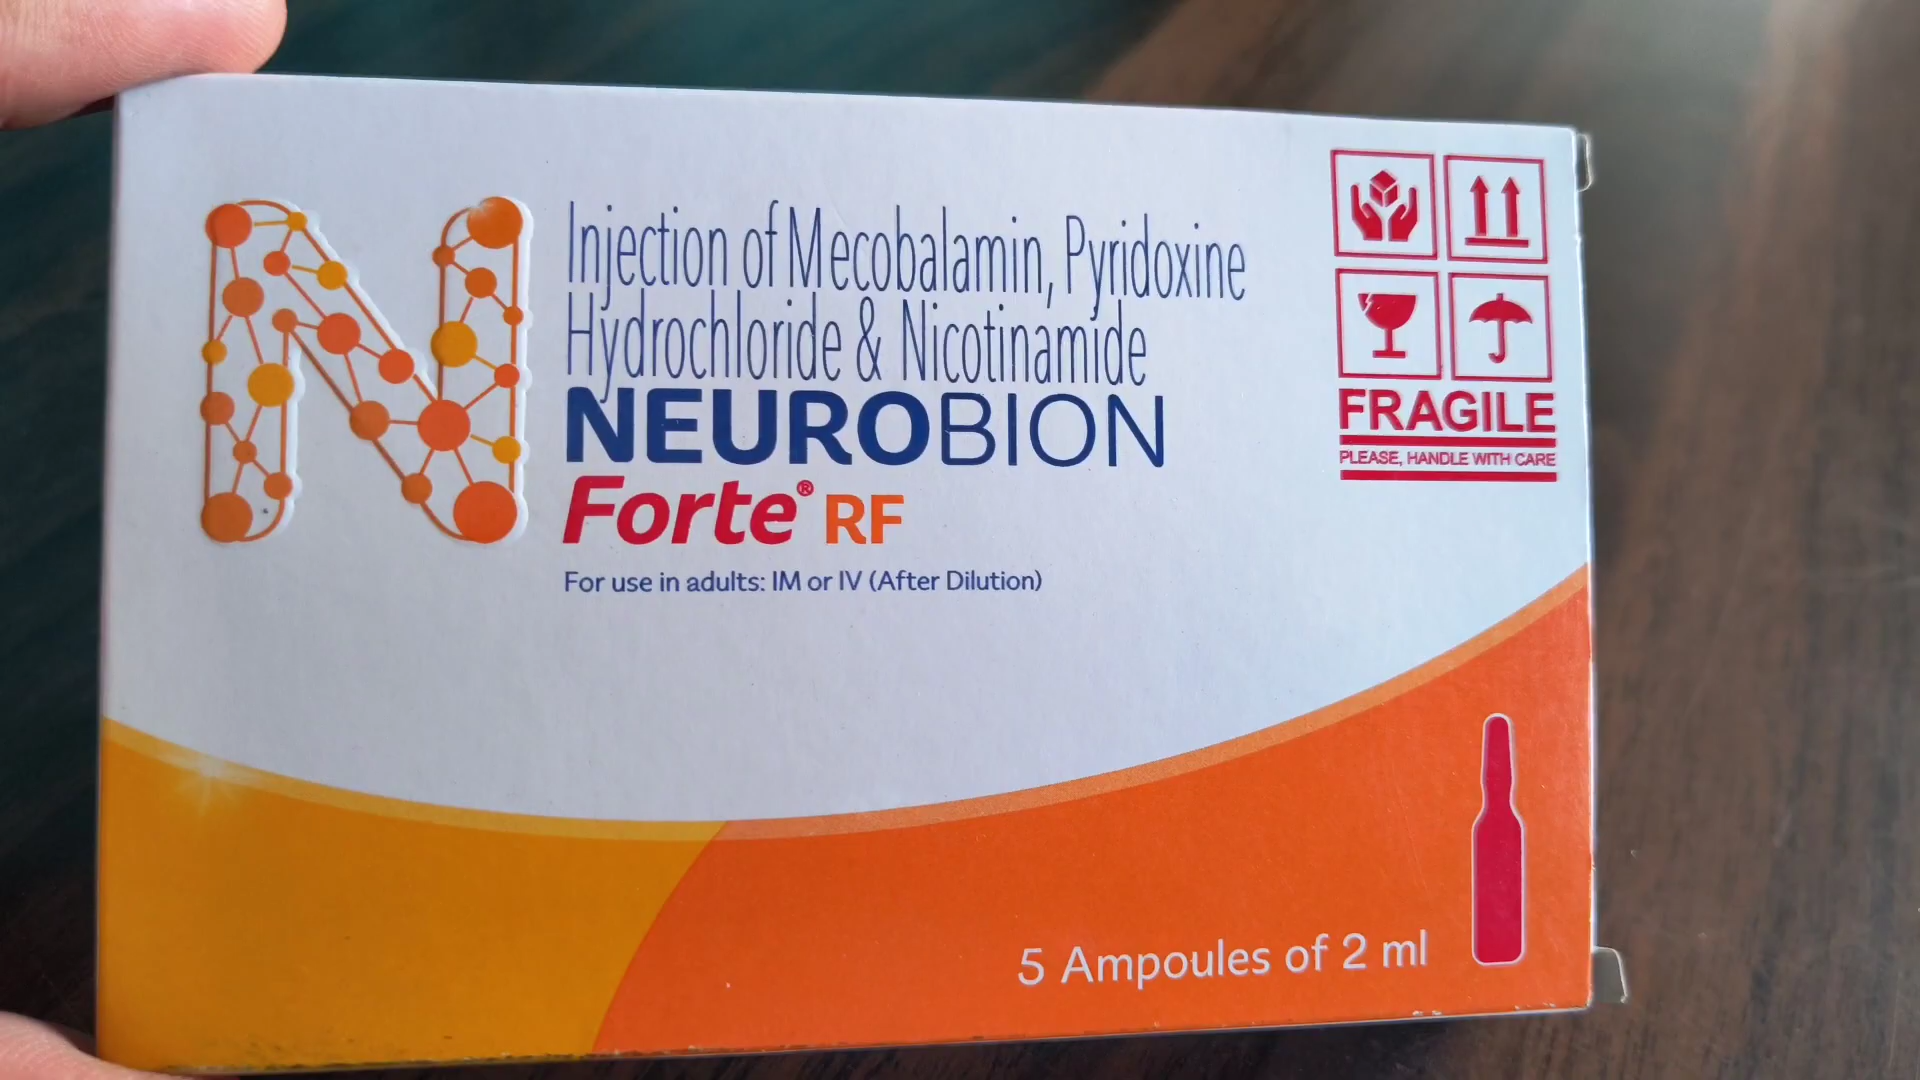 Injection of Mecobalamin, Pyridoxine
Hydrochloride & Nicotinamide
NEUROBION
Forte® RF
For use in adults: IM or IV (After Dilution)
FRAGILE
PLEASE, HANDLE WITH CARE
5 Ampoules of 2 ml